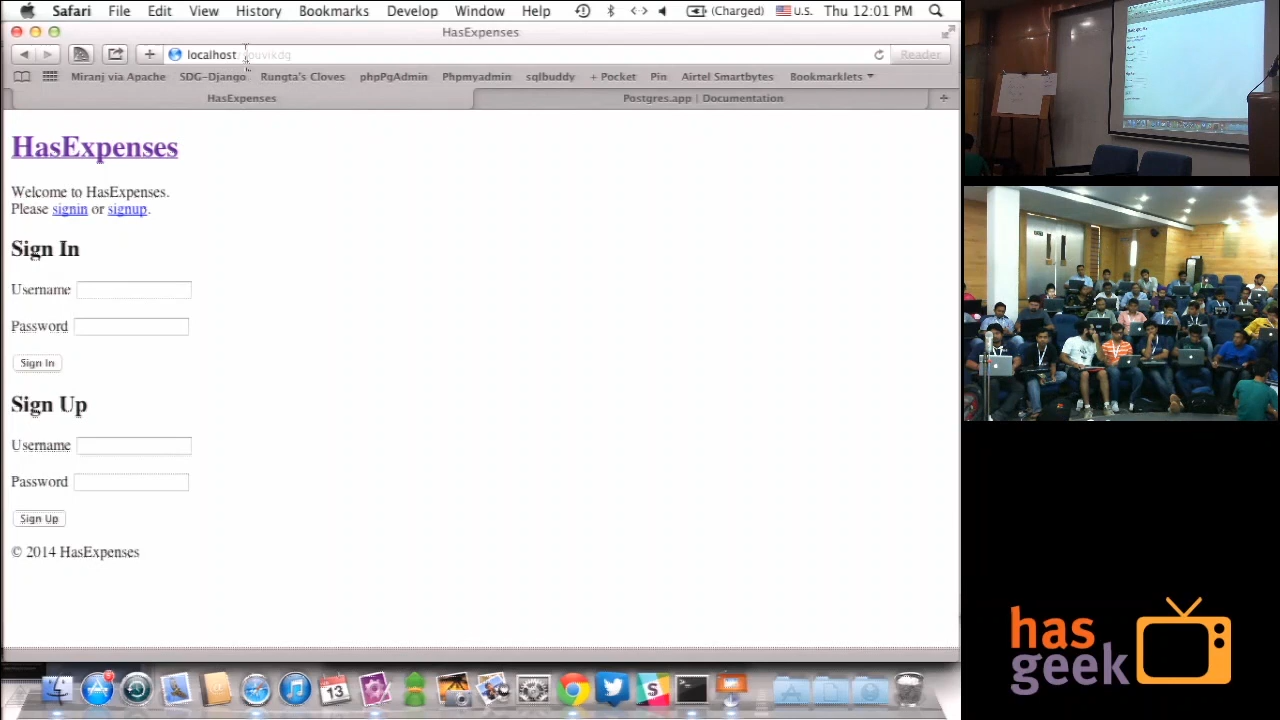 Safari File Edit View History Bookmarks Develop Window Help (Charged) U.S. Thu 12:01 PM
HasExpenses
localhost
Reader
Miranj via Apache SDG-Django Rungta's Cloves phpPgAdmin Phpmyadmin sqlbuddy + Pocket Pin Airtel Smartbytes Bookmarklets
HasExpenses Postgres.app | Documentation
HasExpenses
Welcome to HasExpenses.
Please signin or signup.
Sign In
Username
Password
Sign In
Sign Up
Username
Password
Sign Up
© 2014 HasExpenses
13
has
geek